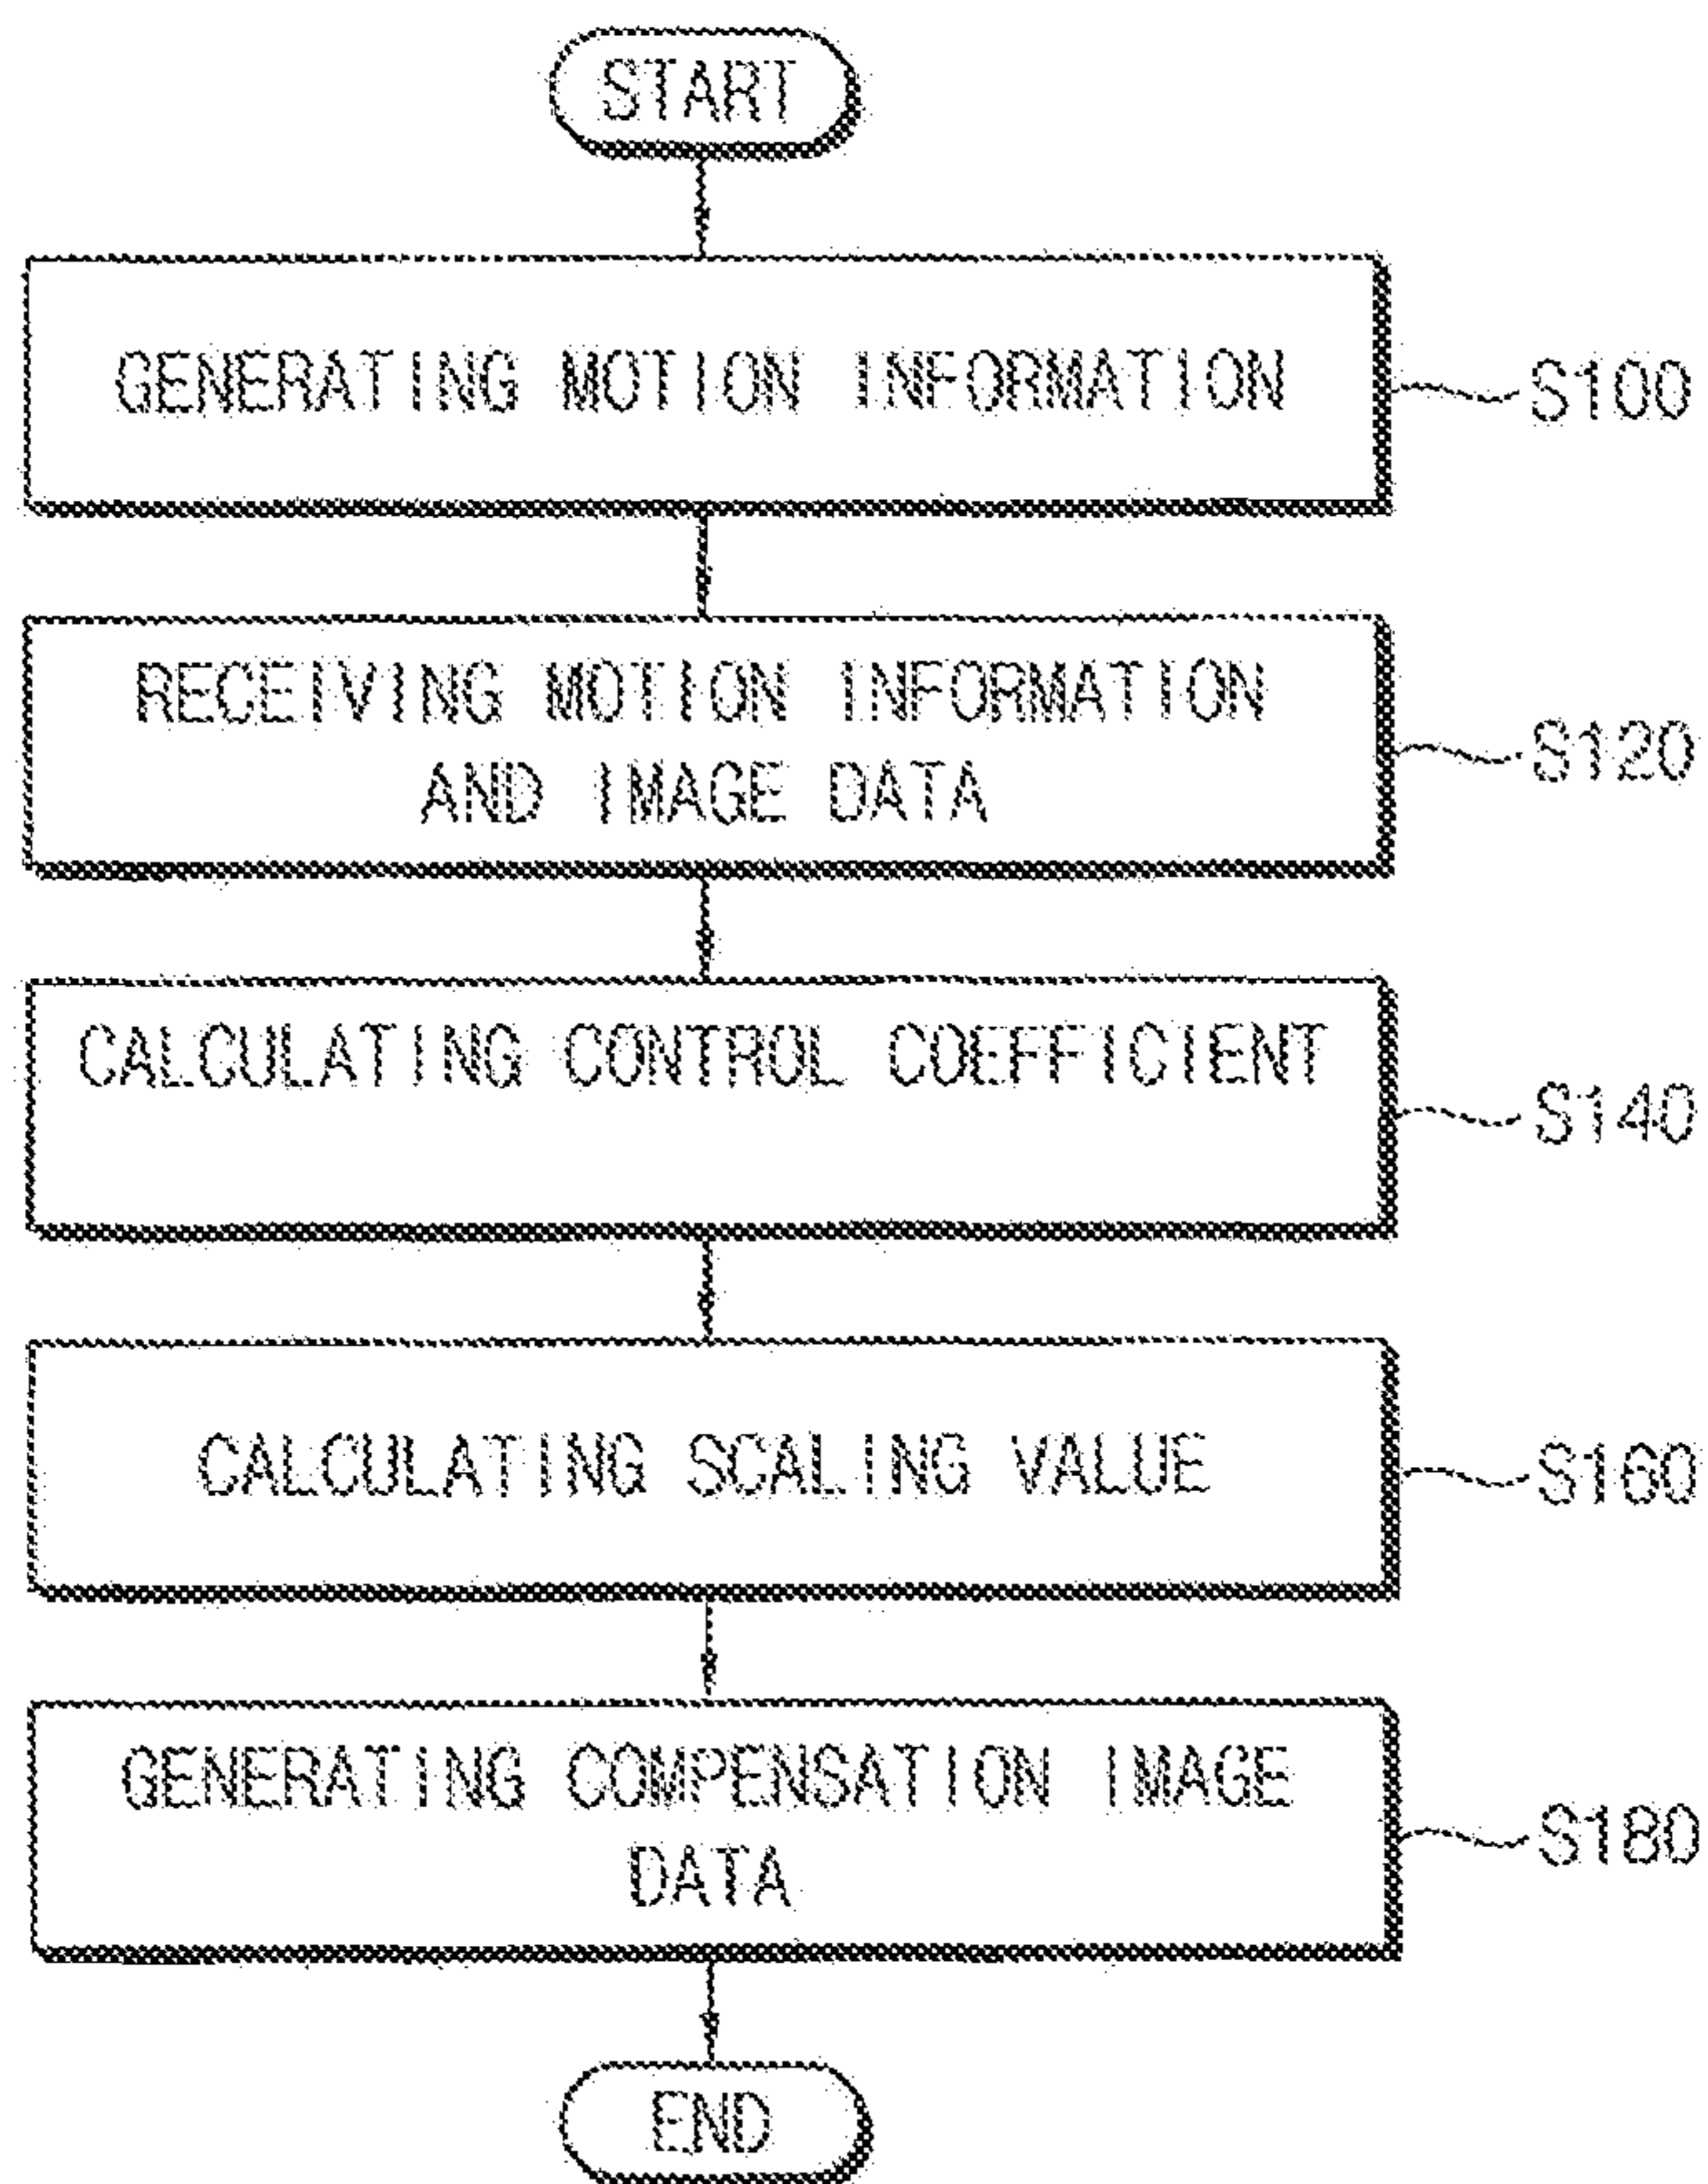 START
GENERATING MOTION INFORMATION
S100
RECEIVING MOTION INFORMATION
AND IMAGE DATA
S120
CALCULATING CONTROL COEFFICIENT
S140
CALCULATING SCALING VALUE
S160
GENERATING COMPENSATION IMAGE
DATA
S180
END